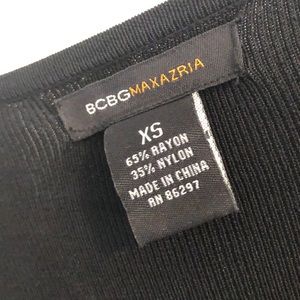 BCBGMAXAZRIA
XS
65% RAYON
35% NYLON
MADE IN CHINA
RN 86297